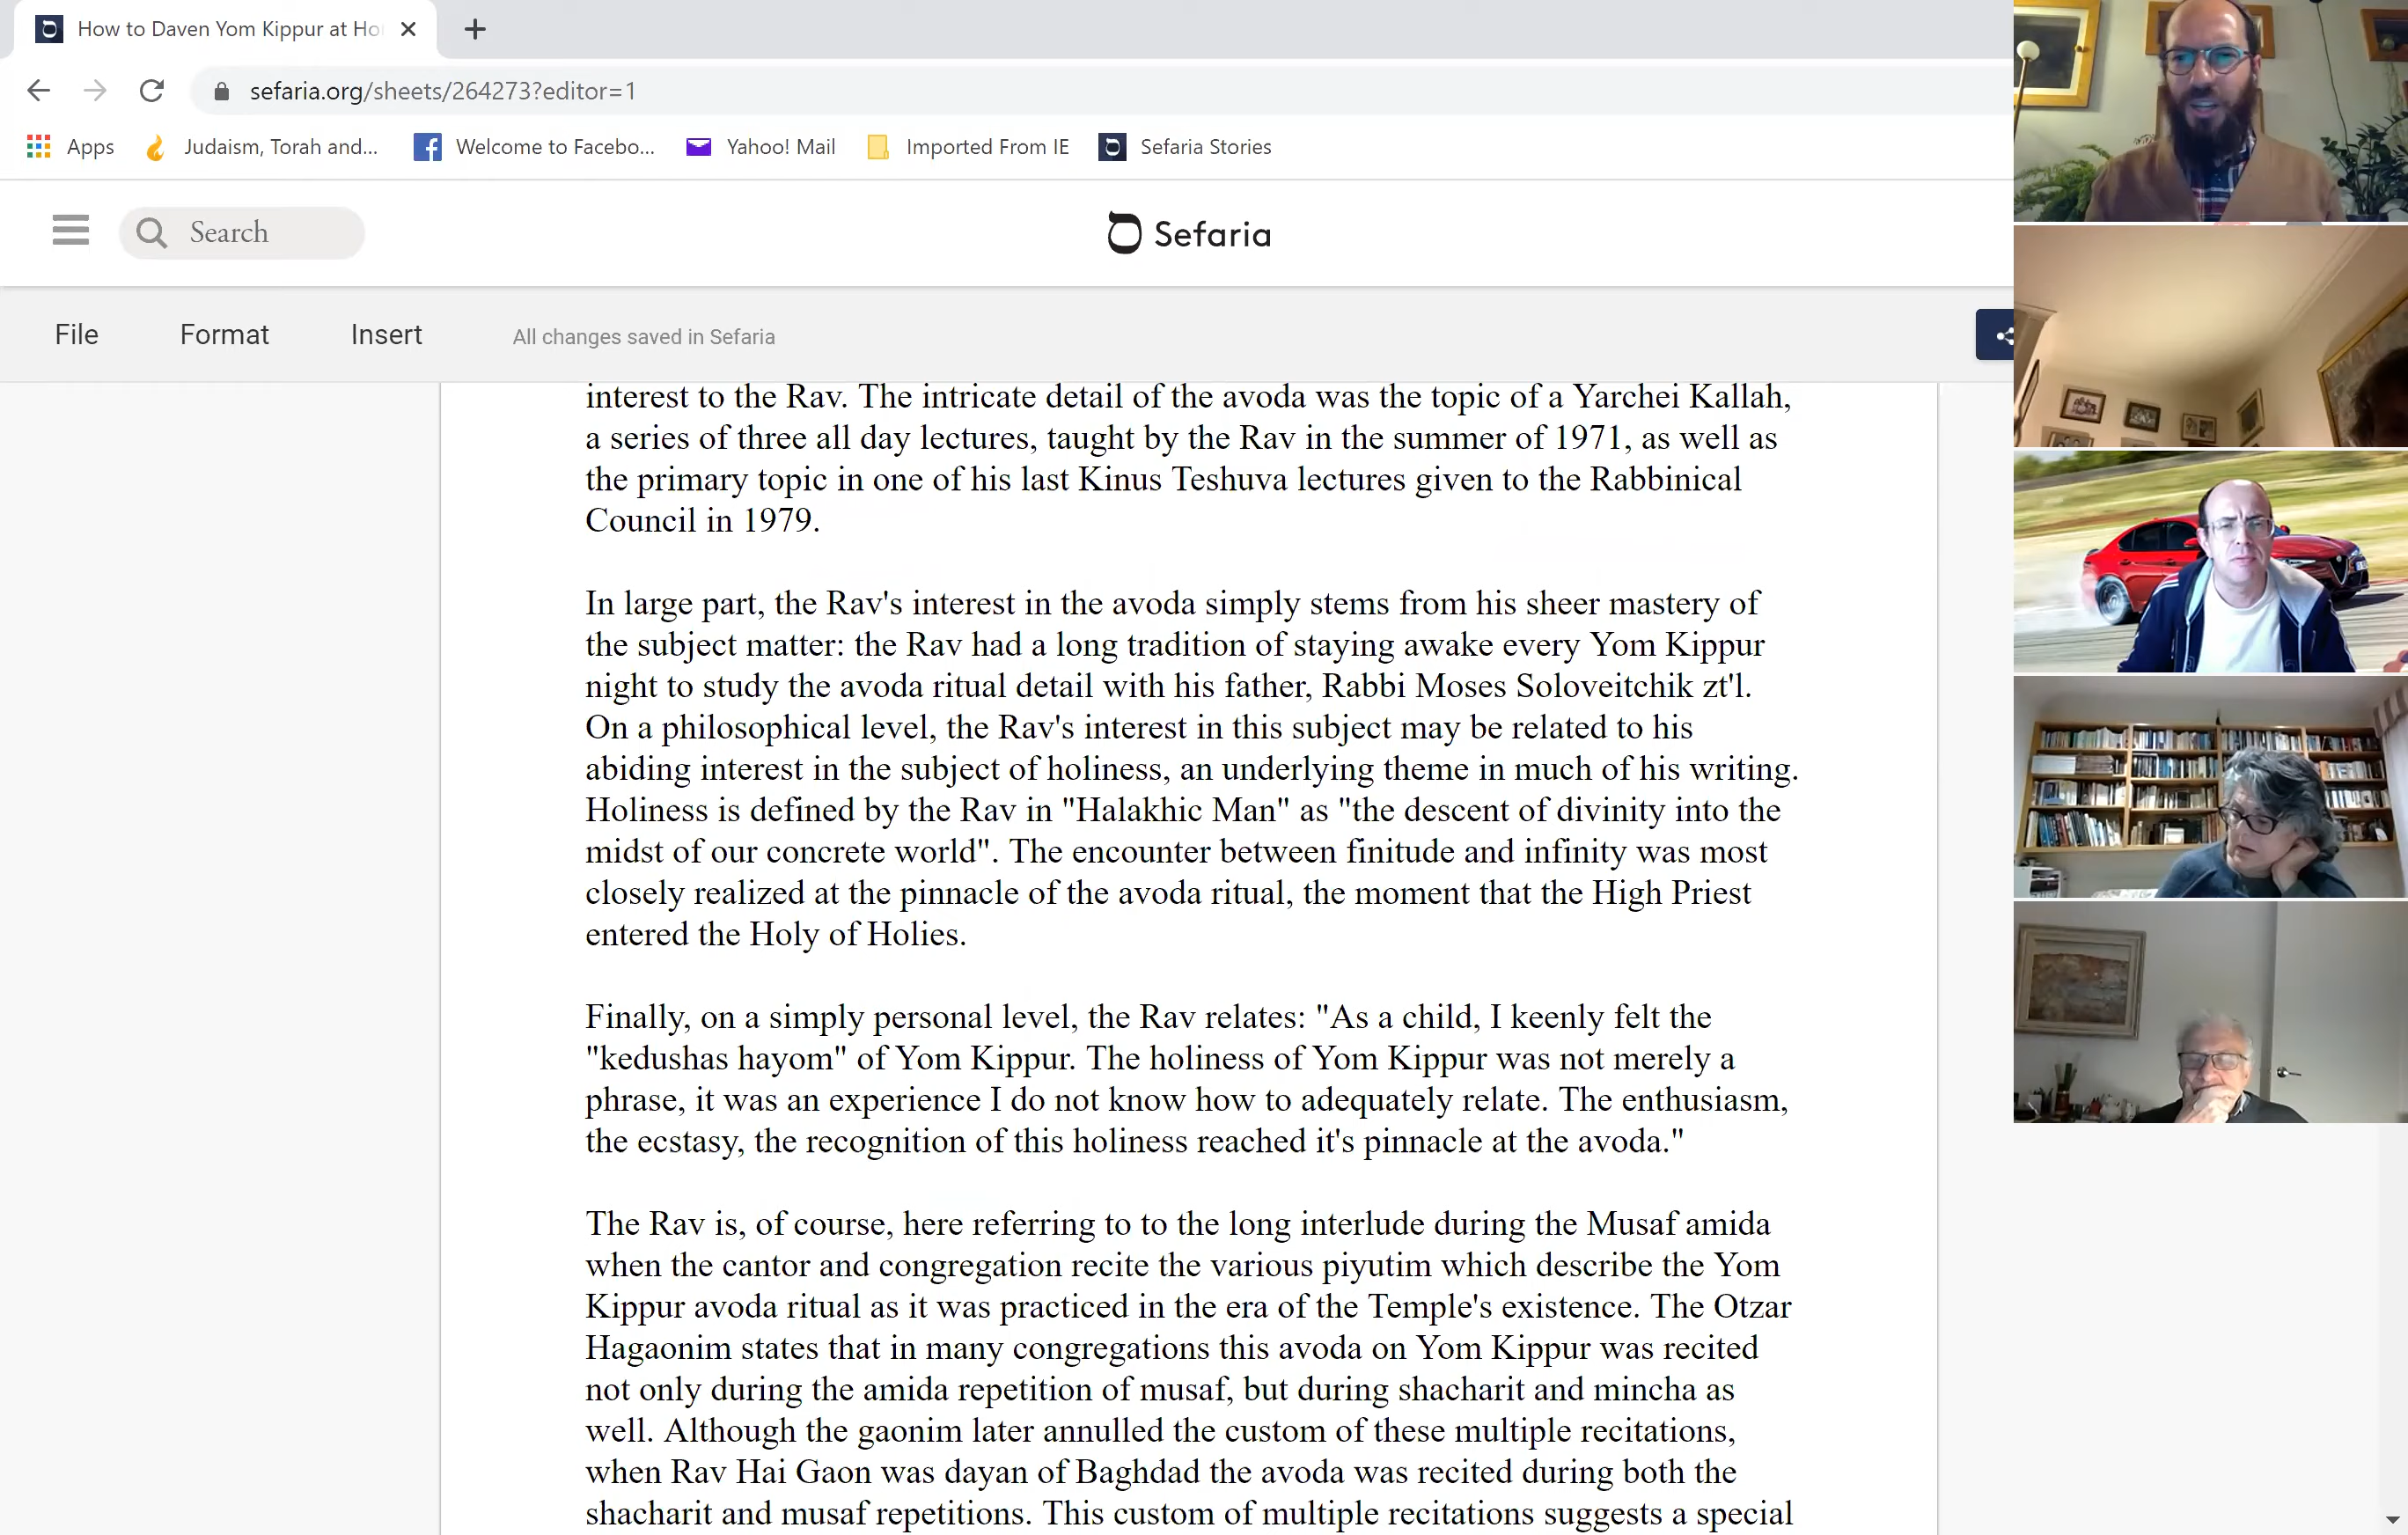 How to Daven Yom Kippur at Ho
sefaria.org/sheets/264273?editor=1
Apps
Judaism, Torah and...
Welcome to Facebo...
Yahoo! Mail
Imported From IE
Sefaria Stories
Search
Sefaria
File Format Insert All changes saved in Sefaria
interest to the Rav. The intricate detail of the avoda was the topic of a Yarchei Kallah,
a series of three all day lectures, taught by the Rav in the summer of 1971, as well as
the primary topic in one of his last Kinus Teshuva lectures given to the Rabbinical
Council in 1979.
In large part, the Rav's interest in the avoda simply stems from his sheer mastery of
the subject matter: the Rav had a long tradition of staying awake every Yom Kippur
night to study the avoda ritual detail with his father, Rabbi Moses Soloveitchik zt'l.
On a philosophical level, the Rav's interest in this subject may be related to his
abiding interest in the subject of holiness, an underlying theme in much of his writing.
Holiness is defined by the Rav in "Halakhic Man" as "the descent of divinity into the
midst of our concrete world". The encounter between finitude and infinity was most
closely realized at the pinnacle of the avoda ritual, the moment that the High Priest
entered the Holy of Holies.
Finally, on a simply personal level, the Rav relates: "As a child, I keenly felt the
"kedushas hayom" of Yom Kippur. The holiness of Yom Kippur was not merely a
phrase, it was an experience I do not know how to adequately relate. The enthusiasm,
the ecstasy, the recognition of this holiness reached it's pinnacle at the avoda."
The Rav is, of course, here referring to to the long interlude during the Musaf amida
when the cantor and congregation recite the various piyutim which describe the Yom
Kippur avoda ritual as it was practiced in the era of the Temple's existence. The Otzar
Hagaonim states that in many congregations this avoda on Yom Kippur was recited
not only during the amida repetition of musaf, but during shacharit and mincha as
well. Although the gaonim later annulled the custom of these multiple recitations,
when Rav Hai Gaon was dayan of Baghdad the avoda was recited during both the
shacharit and musaf repetitions. This custom of multiple recitations suggests a special